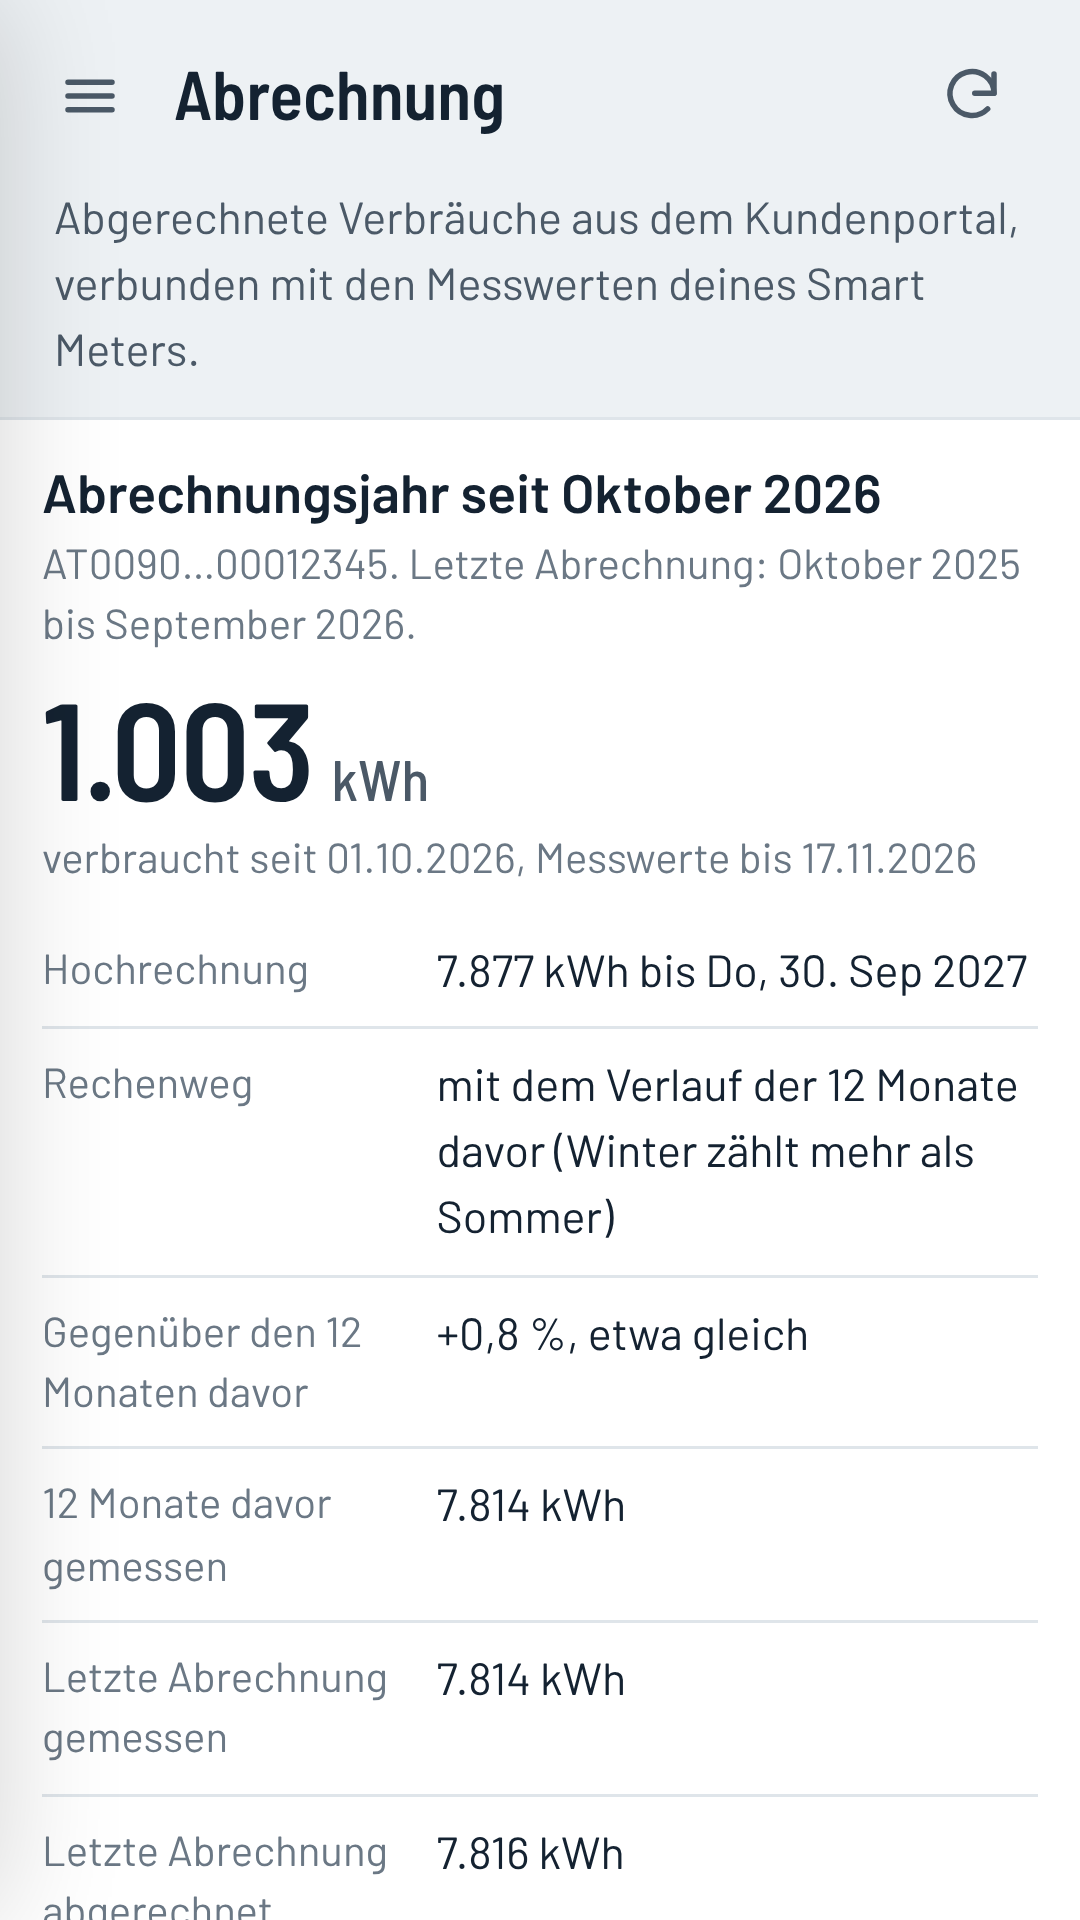 Abrechnung
Abgerechnete Verbräuche aus dem Kundenportal,
verbunden mit den Messwerten deines Smart
Meters.
Abrechnungsjahr seit Oktober 2026
AT0090…00012345. Letzte Abrechnung: Oktober 2025
bis September 2026.
1.003 kWh
verbraucht seit 01.10.2026, Messwerte bis 17.11.2026
Hochrechnung
7.877 kWh bis Do, 30. Sep 2027
Rechenweg
mit dem Verlauf der 12 Monate
davor (Winter zählt mehr als
Sommer)
Gegenüber den 12
Monaten davor
+0,8 %, etwa gleich
12 Monate davor
gemessen
7.814 kWh
Letzte Abrechnung
gemessen
7.814 kWh
Letzte Abrechnung
abgerechnet
7.816 kWh